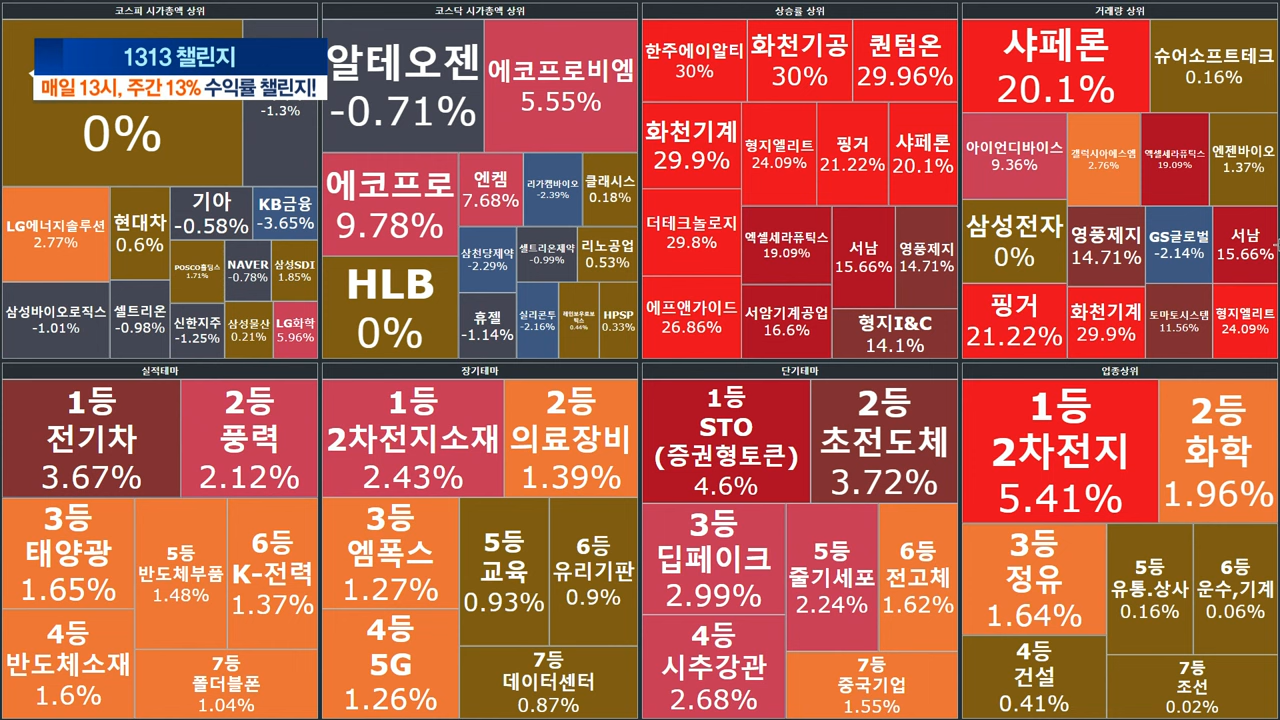 코스피 시가총액 상위
1313 챌린지
매일 13시, 주간 13% 수익률 챌린지!
0%
-1.3%
LG에너지솔루션
2.77%
현대차
0.6%
기아
-0.58%
KB금융
-3.65%
POSCO홀딩스
1.71%
NAVER
-0.78%
삼성SDI
1.85%
삼성바이오로직스
-1.01%
셀트리온
-0.98%
신한지주
-1.25%
삼성물산
0.21%
LG화학
5.96%
코스닥 시가총액 상위
알테오젠
-0.71%
에코프로비엠
5.55%
에코프로
9.78%
엔켐
7.68%
리가켐바이오
-2.39%
클래시스
0.18%
삼천당제약
-2.29%
셀트리온제약
-0.99%
리노공업
0.53%
HLB
0%
휴젤
-1.14%
실리콘투
-2.16%
레인보우로보
틱스
0.44%
HPSP
0.33%
상승률 상위
한주에이알티
30%
화천기공
30%
퀀텀온
29.96%
화천기계
29.9%
형지엘리트
24.09%
핑거
21.22%
샤페론
20.1%
더테크놀로지
29.8%
엑셀세라퓨틱스
19.09%
서남
15.66%
영풍제지
14.71%
에프앤가이드
26.86%
서암기계공업
16.6%
형지I&C
14.1%
거래량 상위
샤페론
20.1%
슈어소프트테크
0.16%
아이언디바이스
9.36%
갤럭시아에스엠
2.76%
엑셀세라퓨틱스
19.09%
엔젠바이오
1.37%
삼성전자
0%
영풍제지
14.71%
GS글로벌
-2.14%
서남
15.66%
핑거
21.22%
화천기계
29.9%
토마토시스템
11.56%
형지엘리트
24.09%
실적테마
1등
전기차
3.67%
2등
풍력
2.12%
3등
태양광
1.65%
5등
반도체부품
1.48%
6등
K-전력
1.37%
4등
반도체소재
1.6%
7등
폴더블폰
1.04%
장기테마
1등
2차전지소재
2.43%
2등
의료장비
1.39%
3등
엠폭스
1.27%
5등
교육
0.93%
6등
유리기판
0.9%
4등
5G
1.26%
7등
데이터센터
0.87%
단기테마
1등
STO
(증권형토큰)
4.6%
2등
초전도체
3.72%
3등
딥페이크
2.99%
5등
줄기세포
2.24%
6등
전고체
1.62%
4등
시추강관
2.68%
7등
중국기업
1.55%
업종상위
1등
2차전지
5.41%
2등
화학
1.96%
3등
정유
1.64%
5등
유통.상사
0.16%
6등
운수,기계
0.06%
4등
건설
0.41%
7등
조선
0.02%